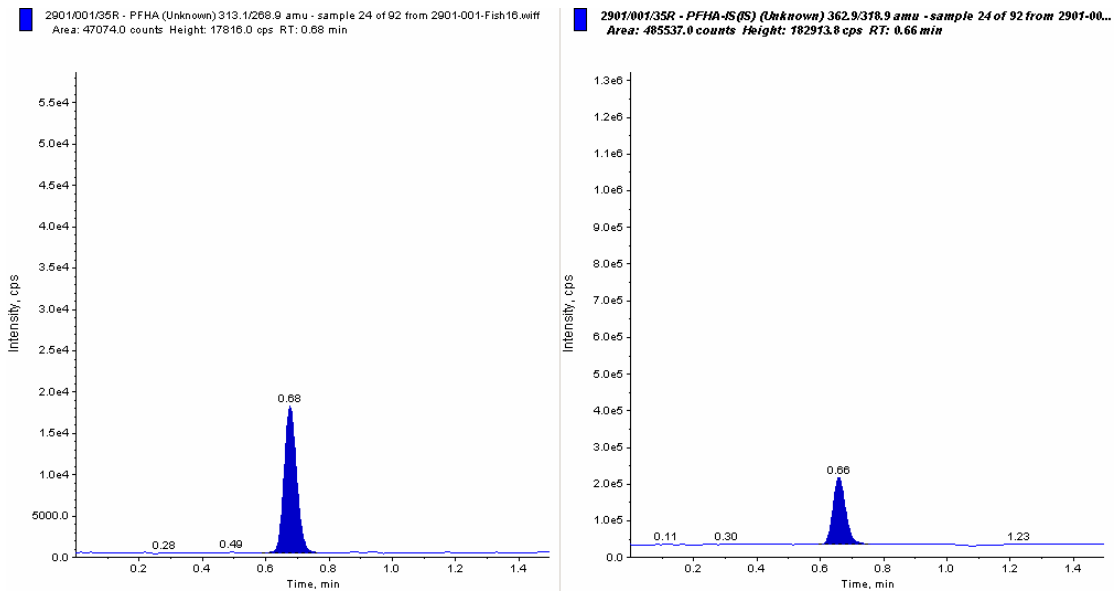 2901/001/35R - PFHA (Unknown) 313.1/268.9 amu - sample 24 of 92 from 2901-001-Fish16.wiff
Area: 47074.0 counts Height: 17816.0 cps RT: 0.68 min
5.5e4
5.0e4
4.5e4
4.0e4
3.5e4
3.0e4
2.5e4
2.0e4
1.5e4
1.0e4
5000.0
0.0
Intensity, cps
0.68
0.28
0.49
0.2
0.4
0.6
0.8
1.0
1.2
1.4
Time, min
2901/001/35R - PFHA-IS(IS) (Unknown) 362.9/318.9 amu - sample 24 of 92 from 2901-00...
Area: 485537.0 counts Height: 182913.8 cps RT: 0.66 min
1.3e6
1.2e6
1.1e6
1.0e6
9.0e5
8.0e5
7.0e5
6.0e5
5.0e5
4.0e5
3.0e5
2.0e5
1.0e5
0.0
Intensity, cps
0.66
0.11
0.30
1.23
0.2
0.4
0.6
0.8
1.0
1.2
1.4
Time, min